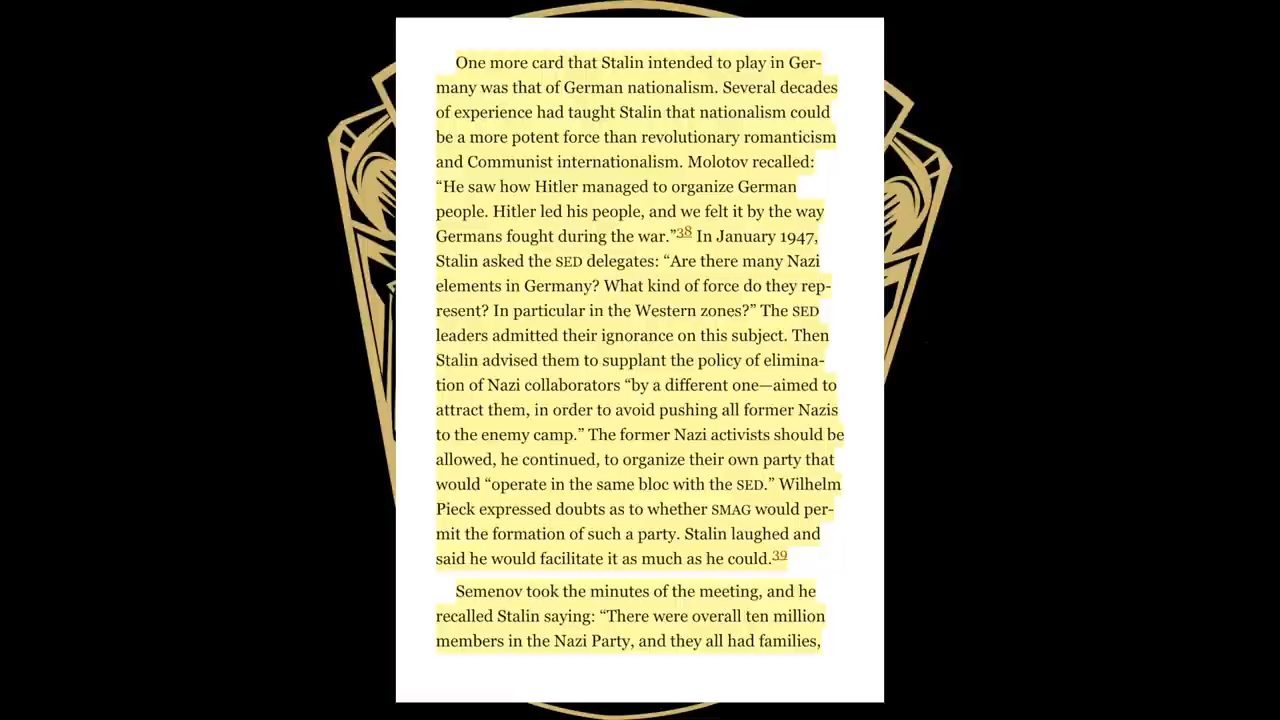 One more card that Stalin intended to play in Ger-
many was that of German nationalism. Several decades
of experience had taught Stalin that nationalism could
be a more potent force than revolutionary romanticism
and Communist internationalism. Molotov recalled:
“He saw how Hitler managed to organize German
people. Hitler led his people, and we felt it by the way
Germans fought during the war.”38 In January 1947,
Stalin asked the SED delegates: “Are there many Nazi
elements in Germany? What kind of force do they rep-
resent? In particular in the Western zones?” The SED
leaders admitted their ignorance on this subject. Then
Stalin advised them to supplant the policy of elimina-
tion of Nazi collaborators “by a different one—aimed to
attract them, in order to avoid pushing all former Nazis
to the enemy camp.” The former Nazi activists should be
allowed, he continued, to organize their own party that
would “operate in the same bloc with the SED.” Wilhelm
Pieck expressed doubts as to whether SMAG would per-
mit the formation of such a party. Stalin laughed and
said he would facilitate it as much as he could.39
Semenov took the minutes of the meeting, and he
recalled Stalin saying: “There were overall ten million
members in the Nazi Party, and they all had families,